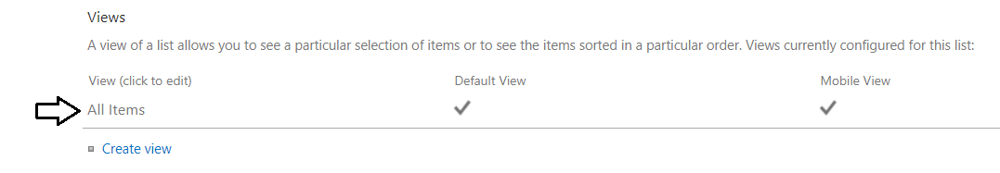 Views
A view of a list allows you to see a particular selection of items or to see the items sorted in a particular order. Views currently configured for this list:
View (click to edit) Default View Mobile View
All Items
Create view